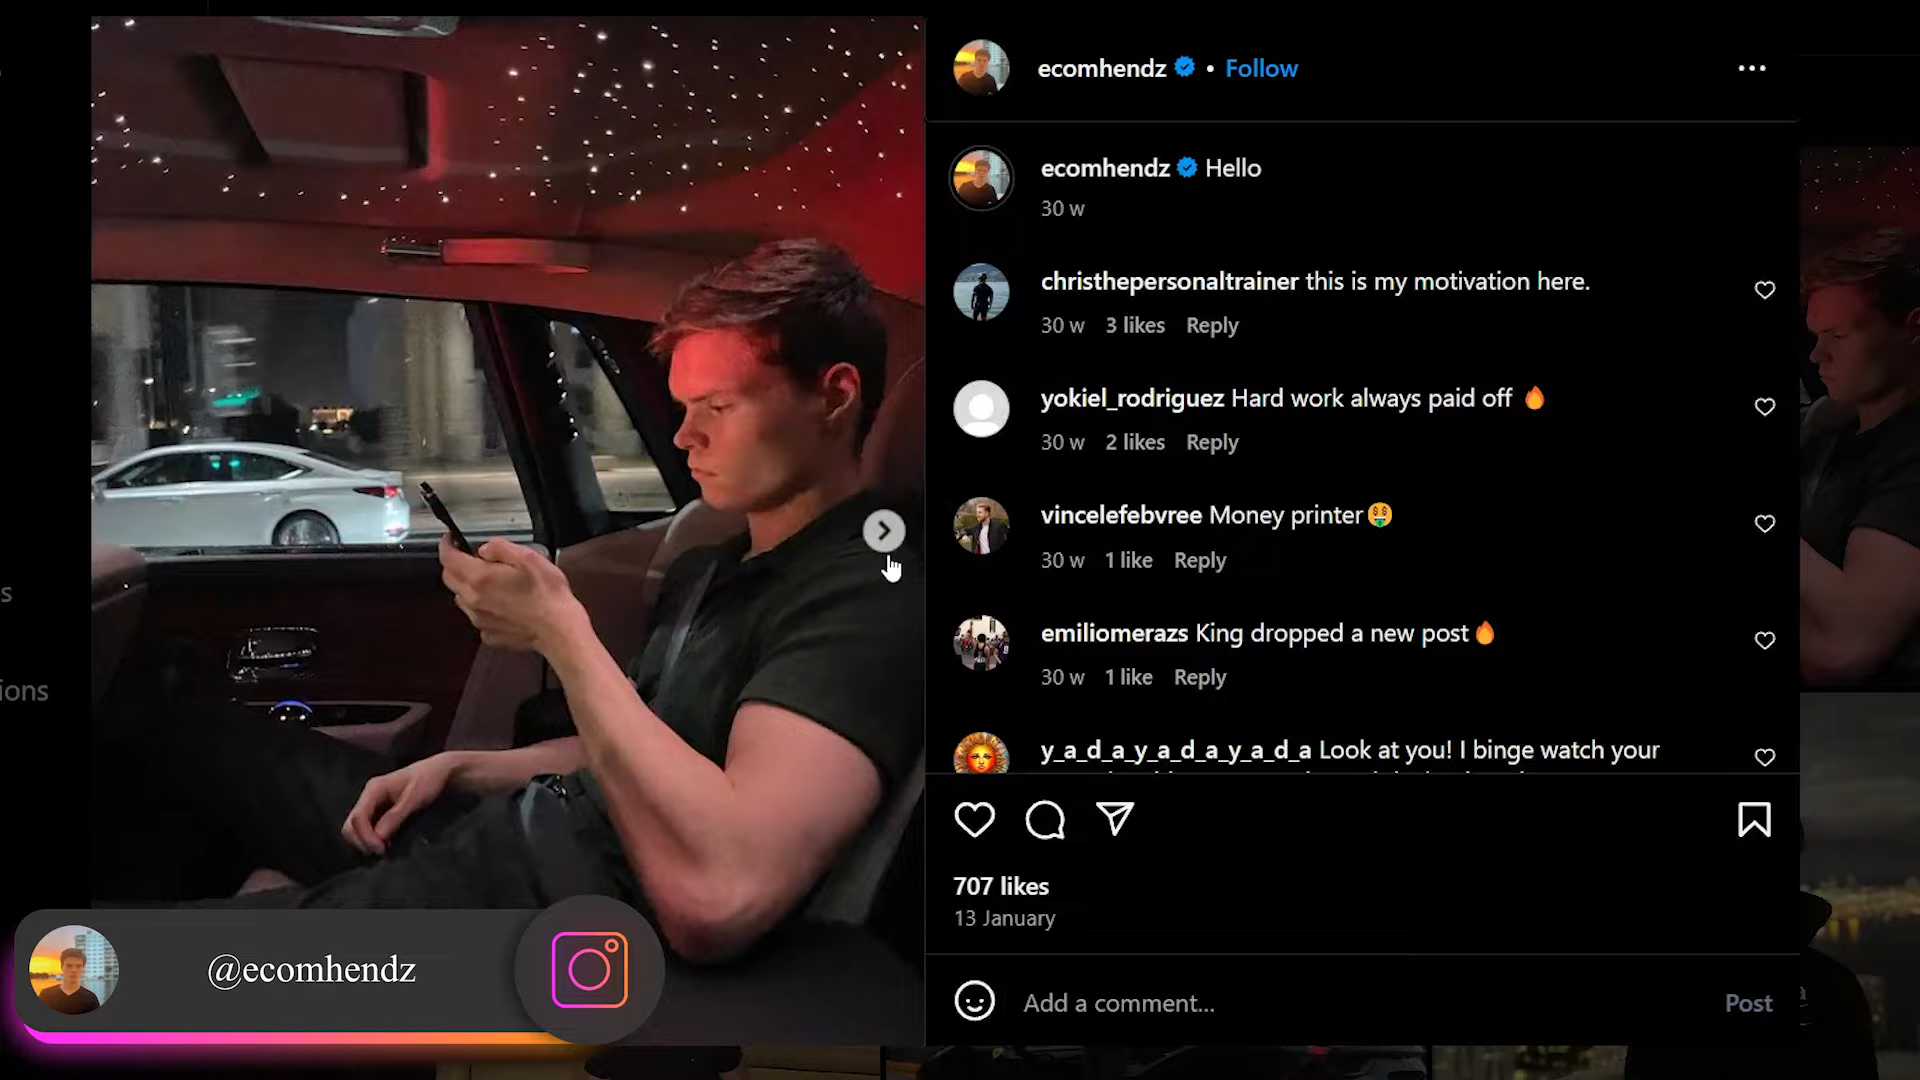 ecomhendz • Follow
ecomhendz Hello
30 w
christhepersonaltrainer this is my motivation here.
30 w 3 likes Reply
yokiel_rodriguez Hard work always paid off 🔥
30 w 2 likes Reply
vincelefebvree Money printer🤑
30 w 1 like Reply
emiliomerazs King dropped a new post🔥
30 w 1 like Reply
y_a_d_a_y_a_d_a_y_a_d_a Look at you! I binge watch your
707 likes
13 January
Add a comment...
Post
@ecomhendz
s
ions